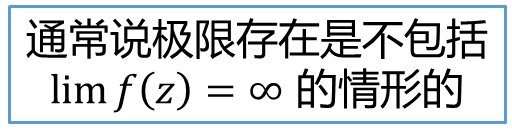 通常说极限存在是不包括
lim f(z) = ∞ 的情形的